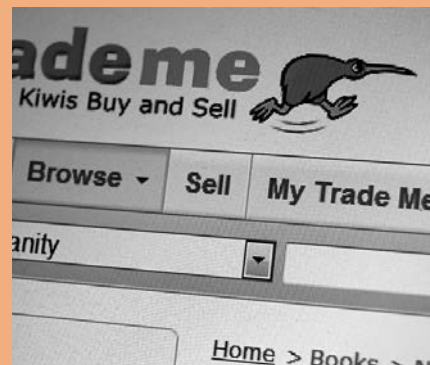 ademe
Kiwis Buy and Sell
Browse Sell My Trade Me
anity
Home > Books >